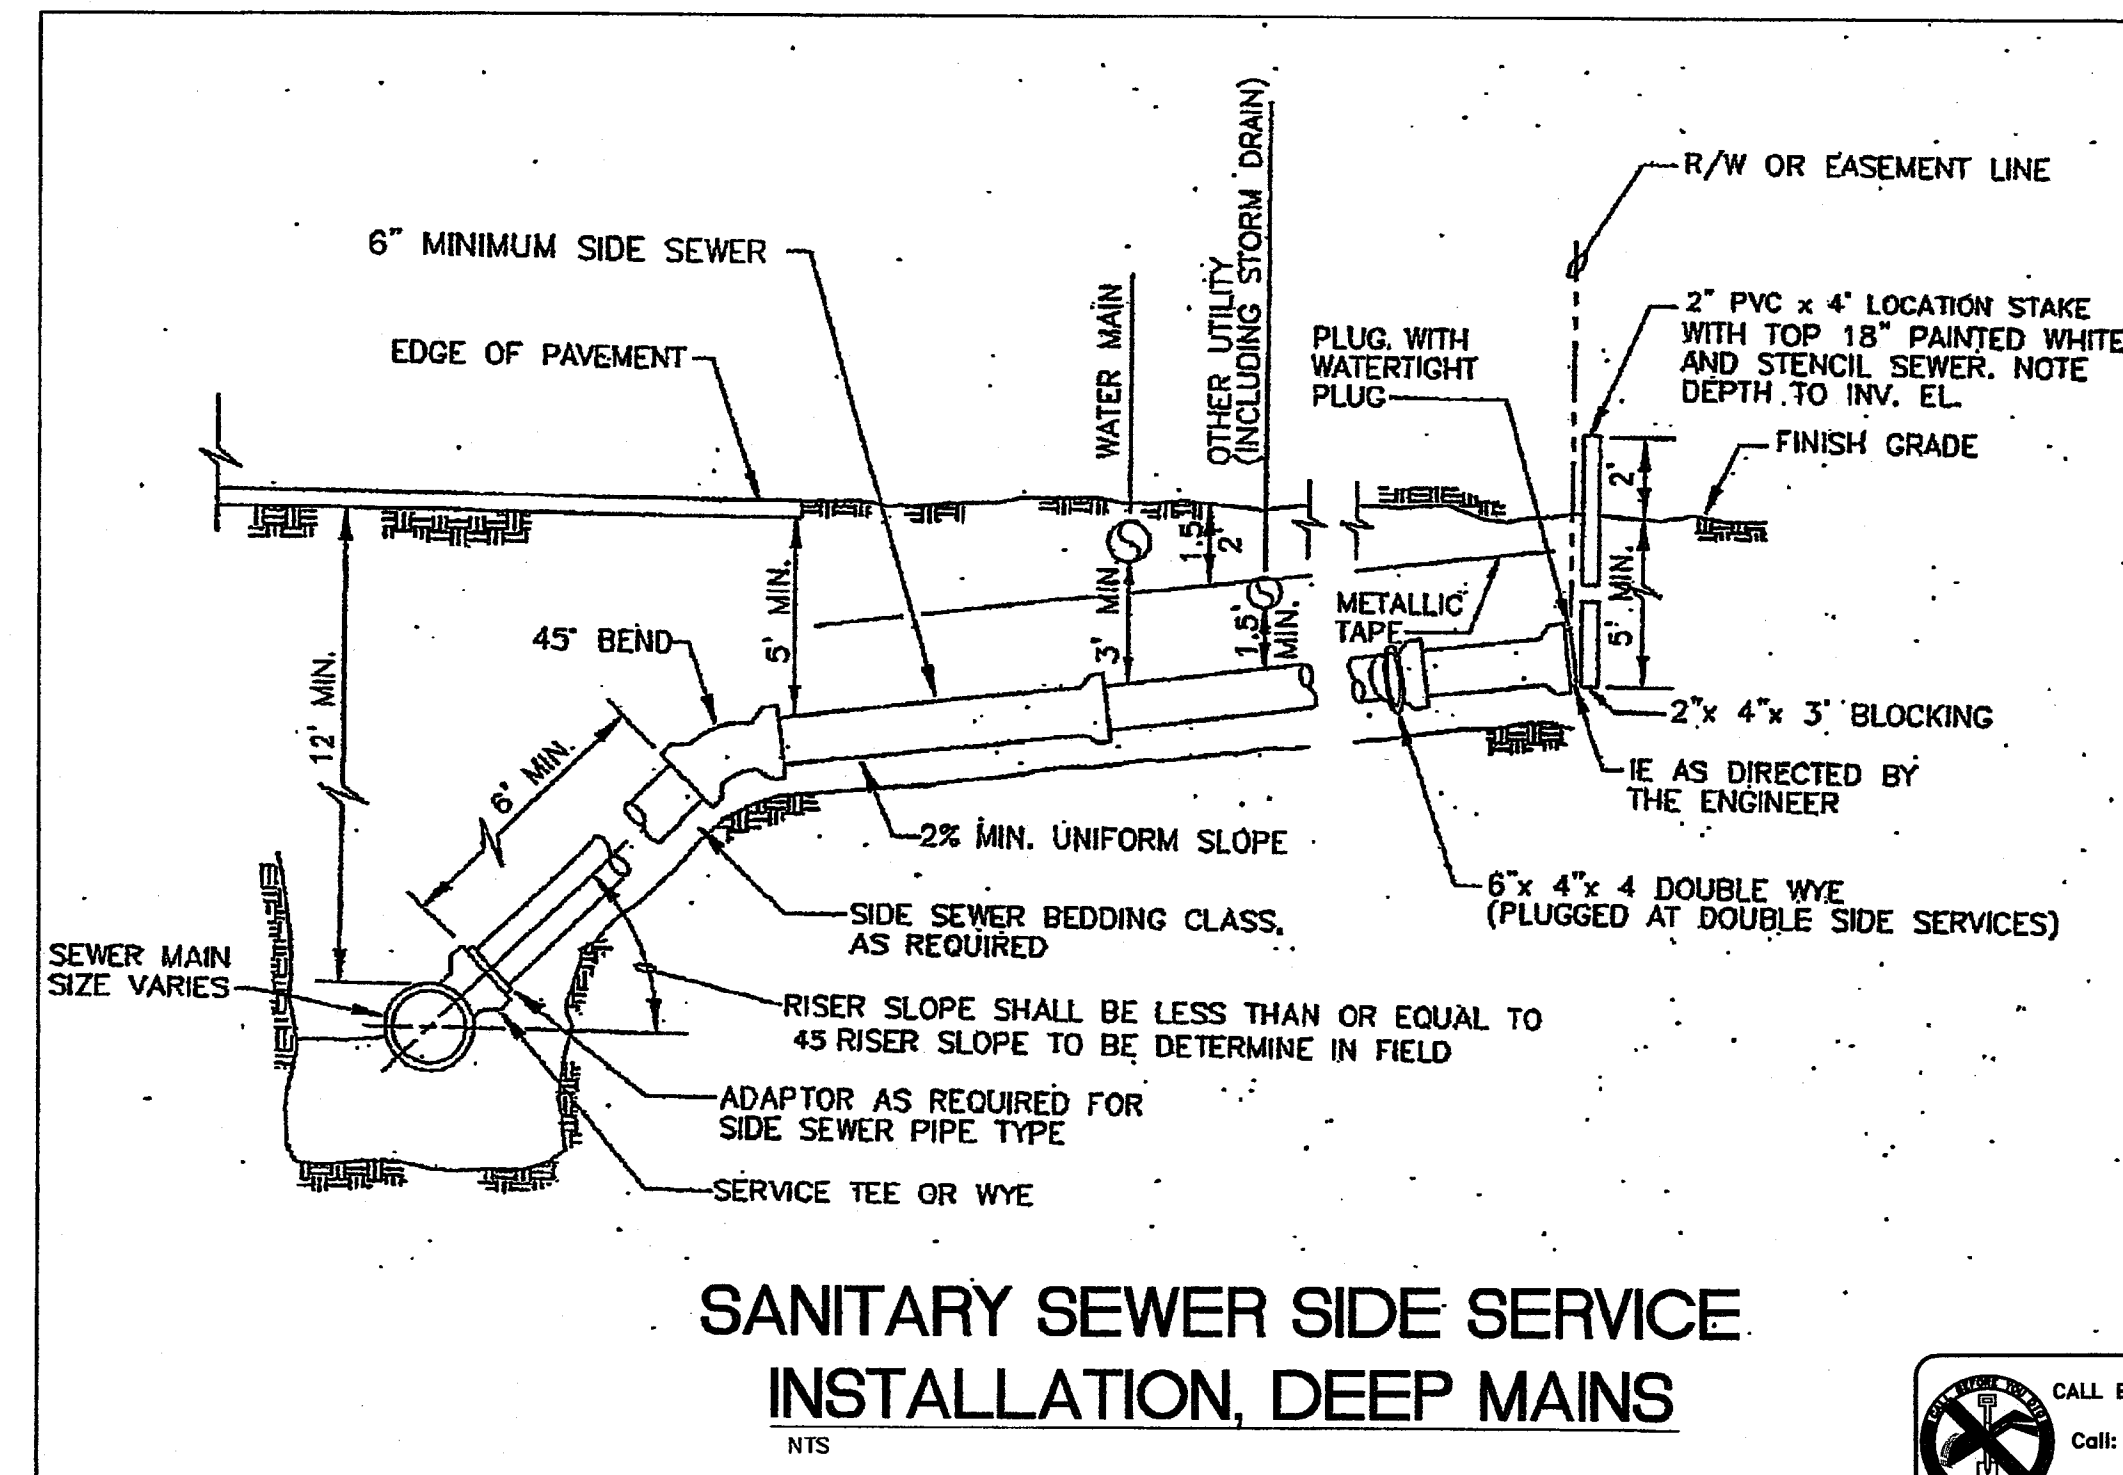 R/W OR EASEMENT LINE
6" MINIMUM SIDE SEWER
WATER MAIN
OTHER UTILITY
(INCLUDING STORM DRAIN)
2" PVC x 4' LOCATION STAKE
WITH TOP 18" PAINTED WHITE
AND STENCIL SEWER. NOTE
DEPTH TO INV. EL.
PLUG WITH
WATERTIGHT
PLUG
EDGE OF PAVEMENT
FINISH GRADE
2'
1.5'
2'
5' MIN.
3' MIN.
1.5'
MIN.
METALLIC
TAPE
5' MIN.
45° BEND
12' MIN.
6' MIN.
2"x 4"x 3' BLOCKING
IE AS DIRECTED BY
THE ENGINEER
2% MIN. UNIFORM SLOPE
6"x 4"x 4 DOUBLE WYE
(PLUGGED AT DOUBLE SIDE SERVICES)
SIDE SEWER BEDDING CLASS.
AS REQUIRED
SEWER MAIN
SIZE VARIES
RISER SLOPE SHALL BE LESS THAN OR EQUAL TO
45 RISER SLOPE TO BE DETERMINE IN FIELD
ADAPTOR AS REQUIRED FOR
SIDE SEWER PIPE TYPE
SERVICE TEE OR WYE
SANITARY SEWER SIDE SERVICE
INSTALLATION, DEEP MAINS
NTS
CALL BEFORE YOU DIG
CALL
Call: